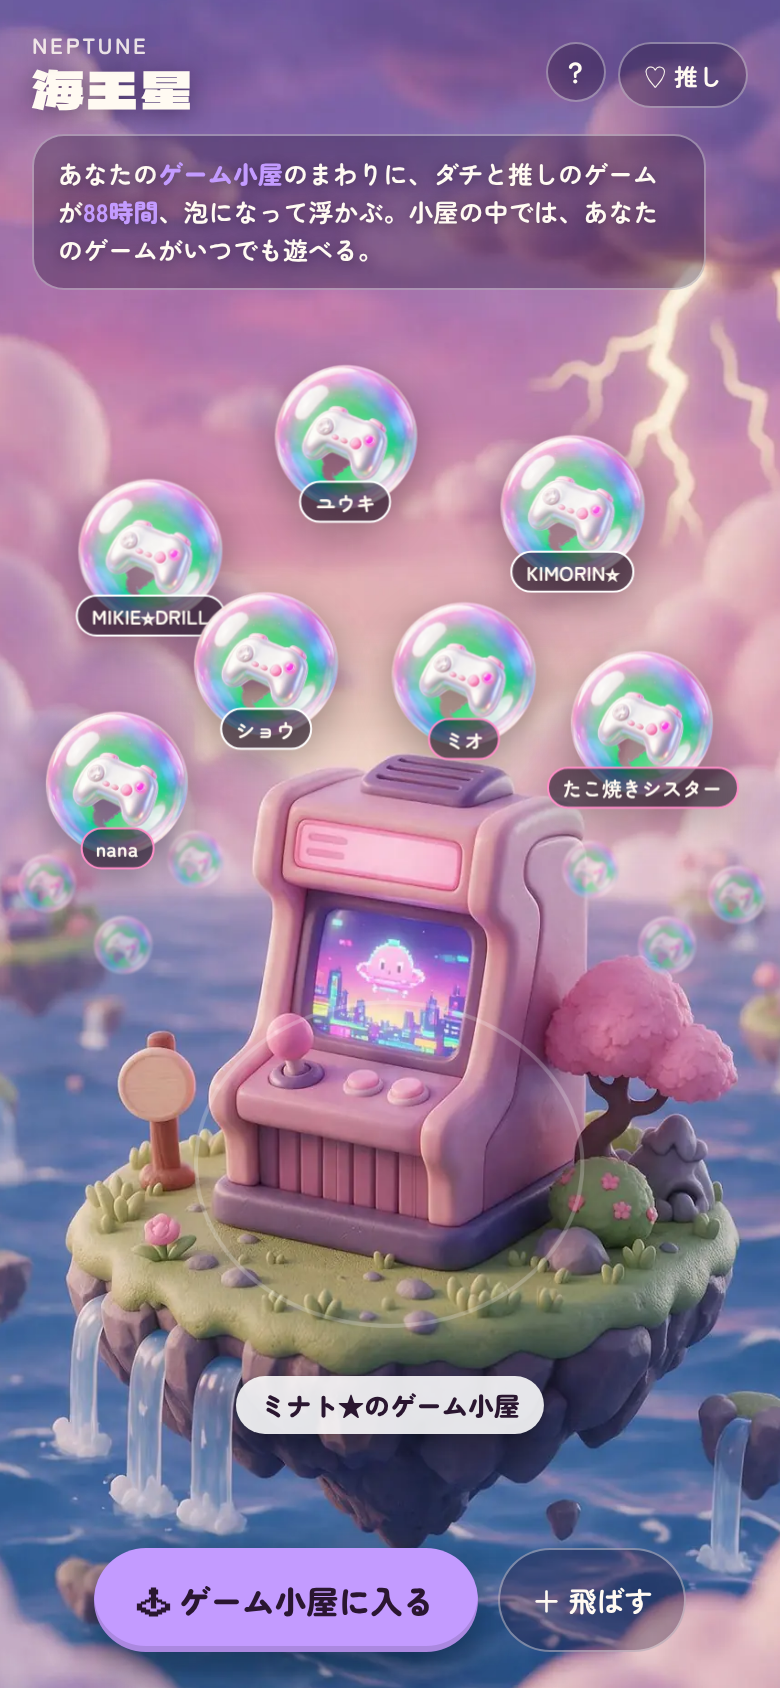 NEPTUNE
海王星
?
♡ 推し
あなたのゲーム小屋のまわりに、ダチと推しのゲーム
が88時間、泡になって浮かぶ。小屋の中では、あなた
のゲームがいつでも遊べる。
ユウキ
KIMORIN☆
MIKIE☆DRILL
ショウ
ミオ
たこ焼きシスター
nana
ミナト★のゲーム小屋
ゲーム小屋に入る
＋ 飛ばす